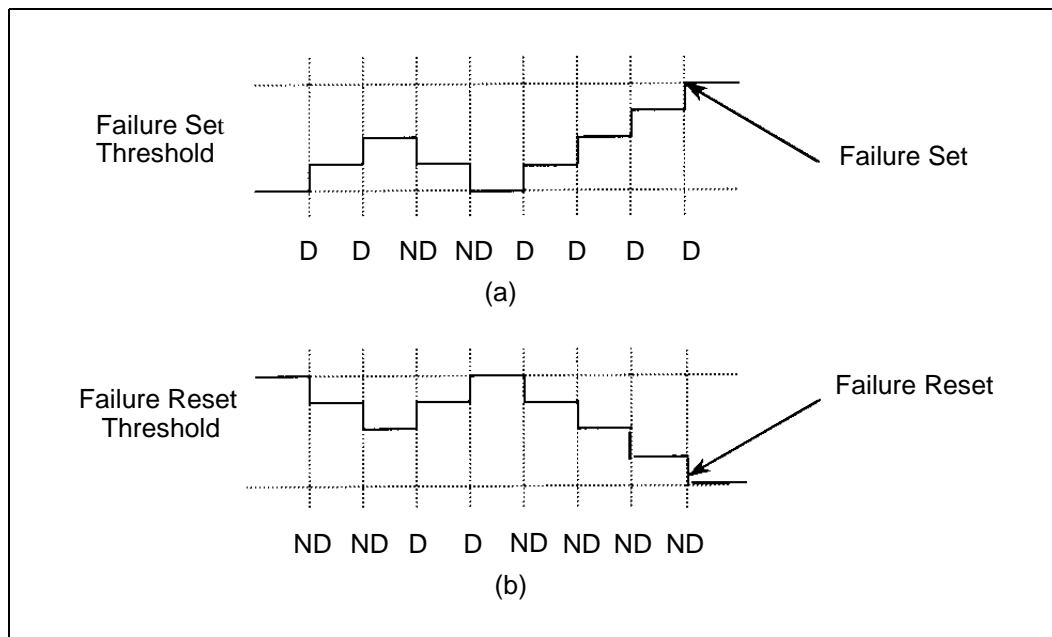 Failure Set
Threshold
Failure Set
D D ND ND D D D D
(a)
Failure Reset
Threshold
Failure Reset
ND ND D D ND ND ND ND
(b)